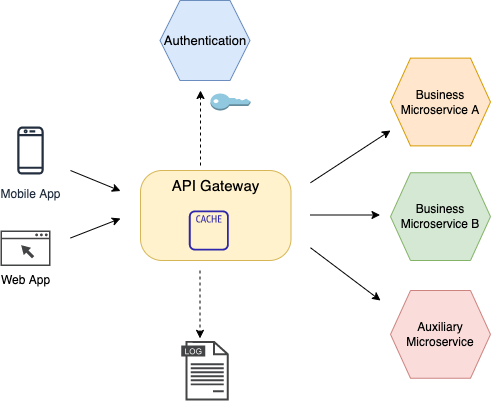 Authentication
Business
Microservice A
Mobile App
API Gateway
CACHE
Business
Microservice B
Web App
LOG
Auxiliary
Microservice